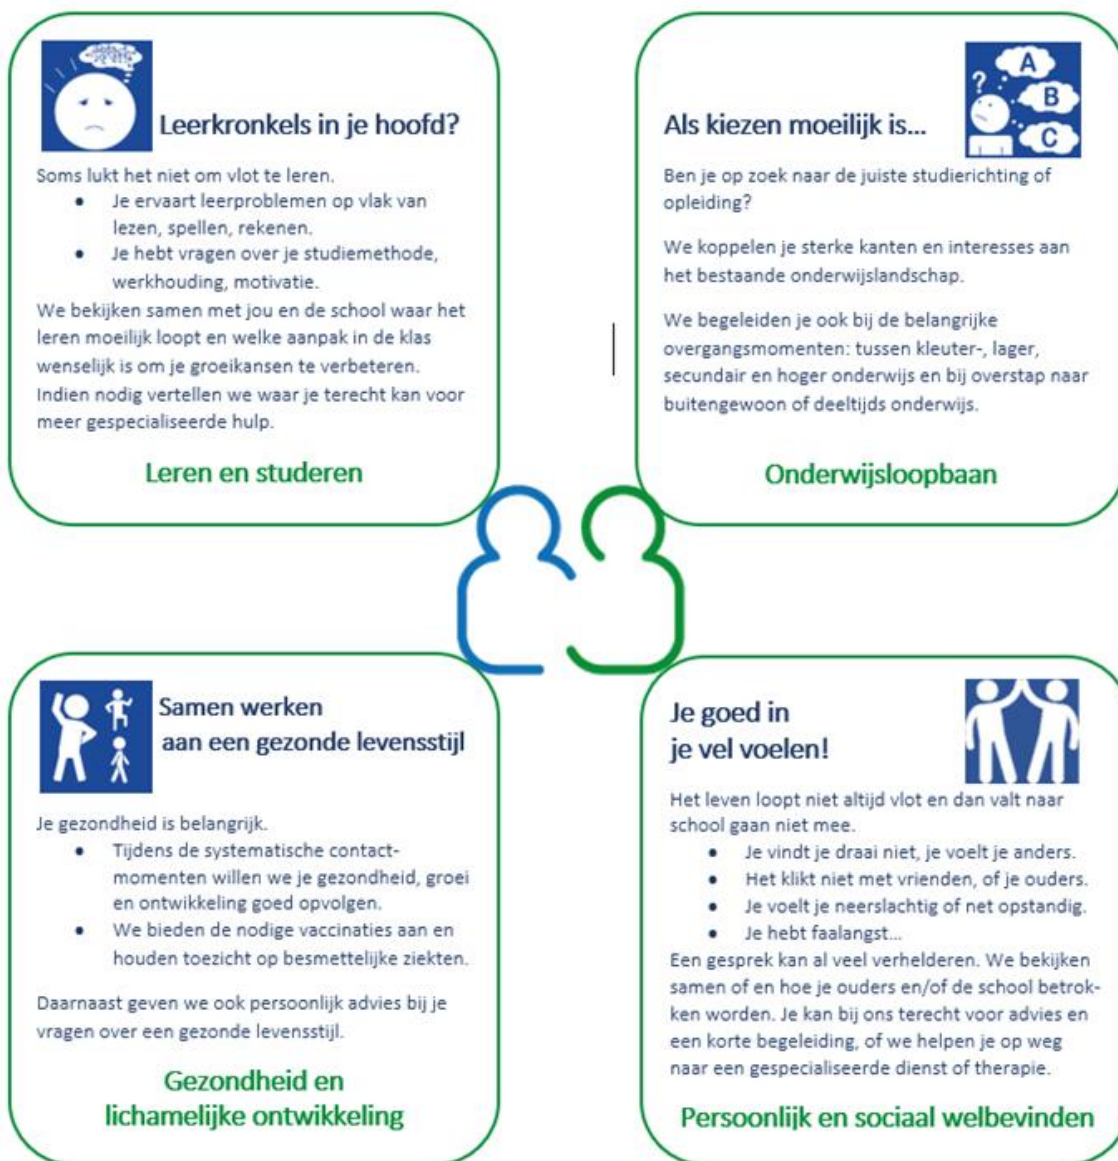 Leerkronkels in je hoofd?
Soms lukt het niet om vlot te leren.
• Je ervaart leerproblemen op vlak van
lezen, spellen, rekenen.
• Je hebt vragen over je studiemethode,
werkhouding, motivatie.
We bekijken samen met jou en de school waar het
leren moeilijk loopt en welke aanpak in de klas
wenselijk is om je groeikansen te verbeteren.
Indien nodig vertellen we waar je terecht kan voor
meer gespecialiseerde hulp.
Leren en studeren
Als kiezen moeilijk is...
?
A
B
C
Ben je op zoek naar de juiste studierichting of
opleiding?
We koppelen je sterke kanten en interesses aan
het bestaande onderwijslandschap.
We begeleiden je ook bij de belangrijke
overgangsmomenten: tussen kleuter-, lager,
secundair en hoger onderwijs en bij overstap naar
buitengewoon of deeltijds onderwijs.
Onderwijsloopbaan
Samen werken
aan een gezonde levensstijl
Je gezondheid is belangrijk.
• Tijdens de systematische contact-
momenten willen we je gezondheid, groei
en ontwikkeling goed opvolgen.
• We bieden de nodige vaccinaties aan en
houden toezicht op besmettelijke ziekten.
Daarnaast geven we ook persoonlijk advies bij je
vragen over een gezonde levensstijl.
Gezondheid en
lichamelijke ontwikkeling
Je goed in
je vel voelen!
Het leven loopt niet altijd vlot en dan valt naar
school gaan niet mee.
• Je vindt je draai niet, je voelt je anders.
• Het klikt niet met vrienden, of je ouders.
• Je voelt je neerslachtig of net opstandig.
• Je hebt faalangst...
Een gesprek kan al veel verhelderen. We bekijken
samen of en hoe je ouders en/of de school betrok-
ken worden. Je kan bij ons terecht voor advies en
een korte begeleiding, of we helpen je op weg
naar een gespecialiseerde dienst of therapie.
Persoonlijk en sociaal welbevinden